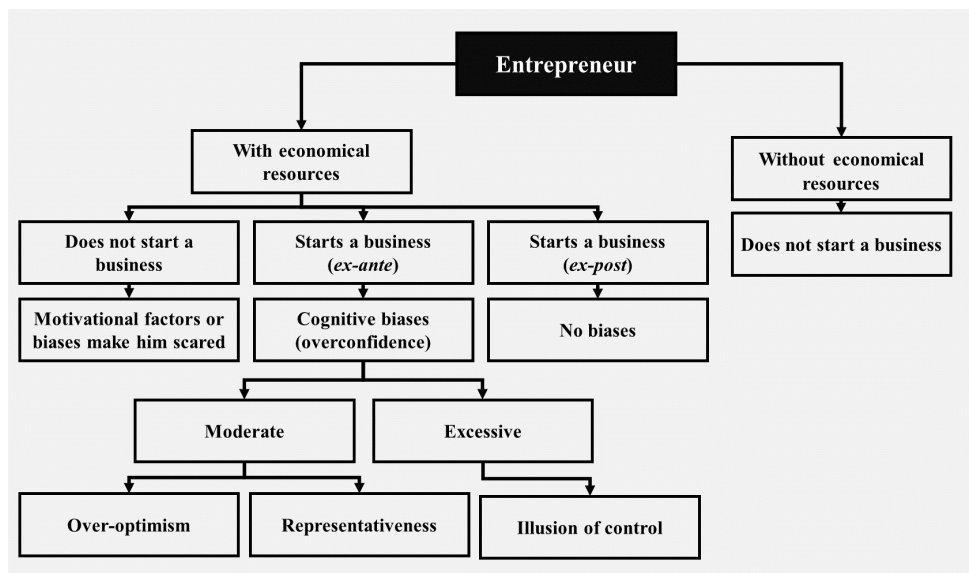 Entrepreneur
With economical
resources
Without economical
resources
Does not start a
business
Starts a business
(ex-ante)
Starts a business
(ex-post)
Does not start a business
Motivational factors or
biases make him scared
Cognitive biases
(overconfidence)
No biases
Moderate
Excessive
Over-optimism
Representativeness
Illusion of control